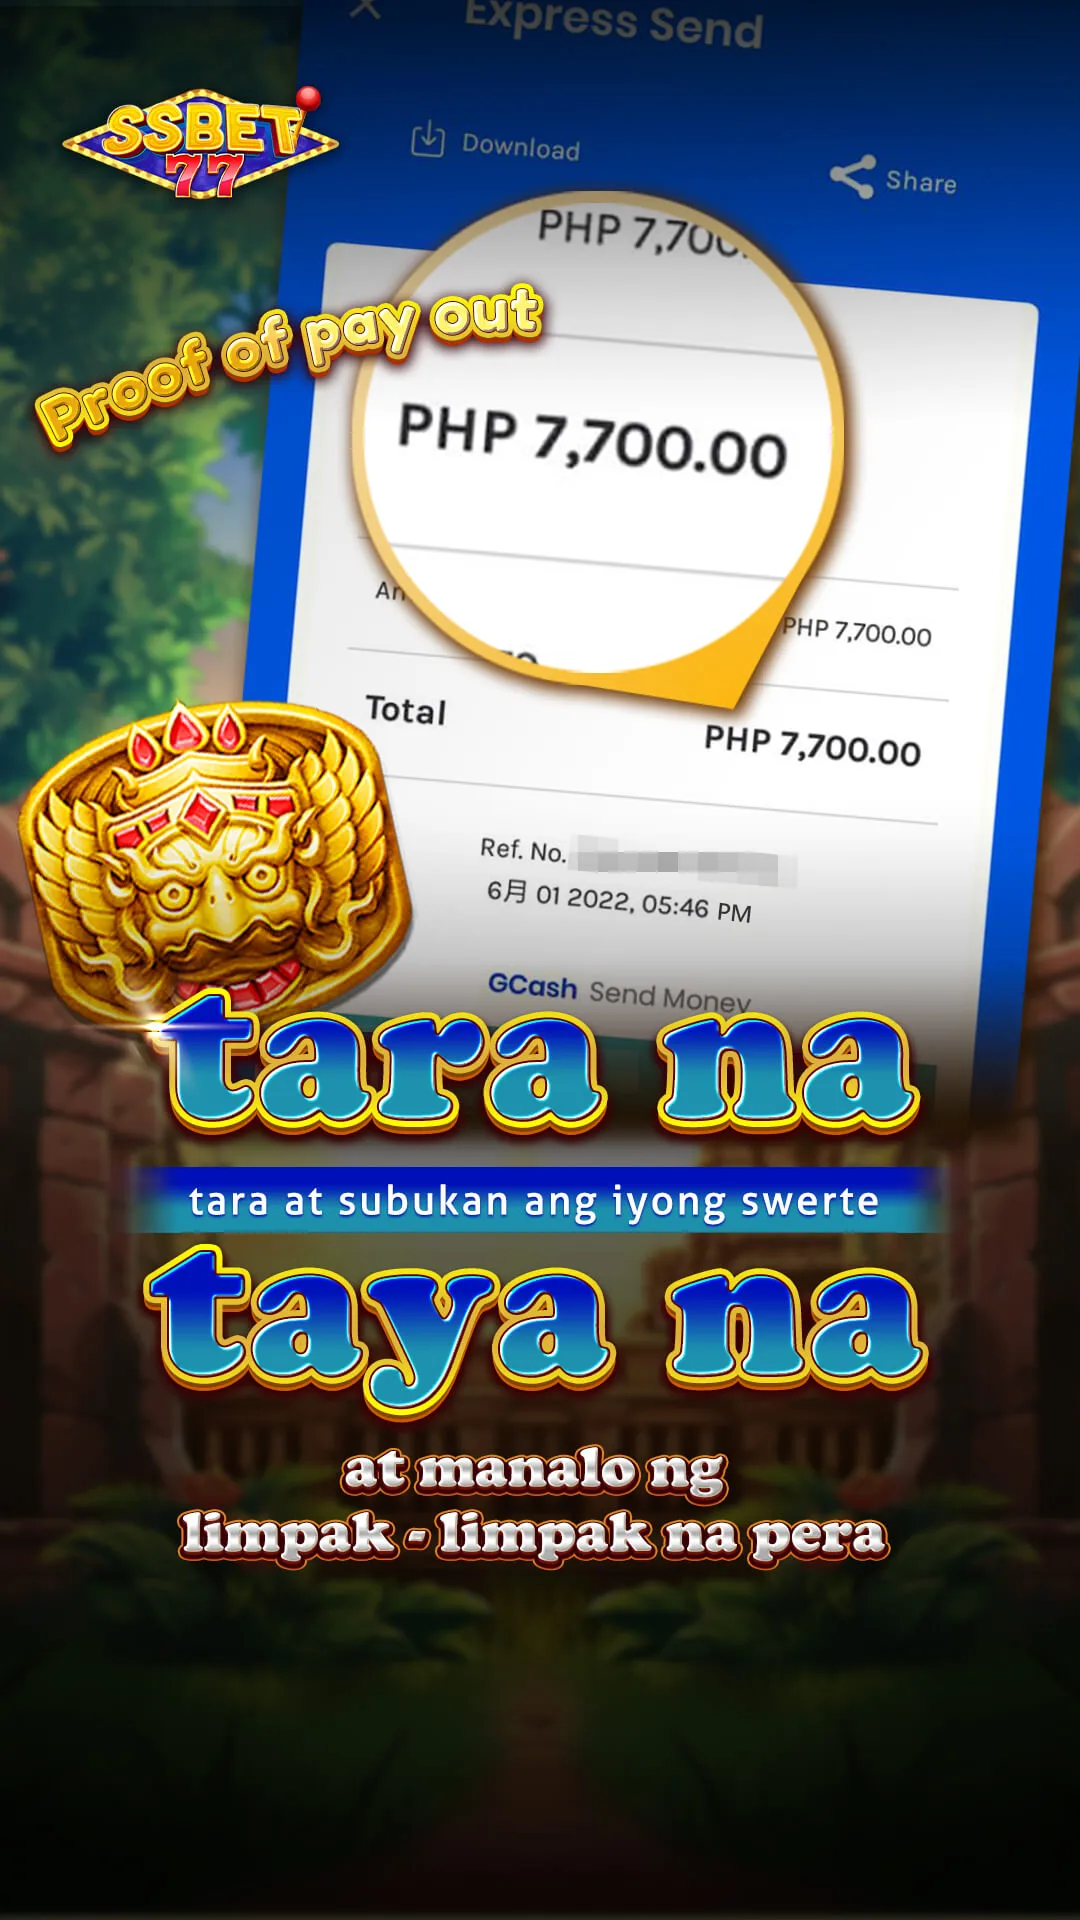 Express Send
SSBET
77
Download
Share
PHP 7,700.
Proof of pay out
PHP 7,700.00
PHP 7,700.00
Total
PHP 7,700.00
Ref. No.
6月 01 2022, 05:46 PM
GCash Send Money
tara na
tara at subukan ang iyong swerte
taya na
at manalo ng
limpak - limpak na pera